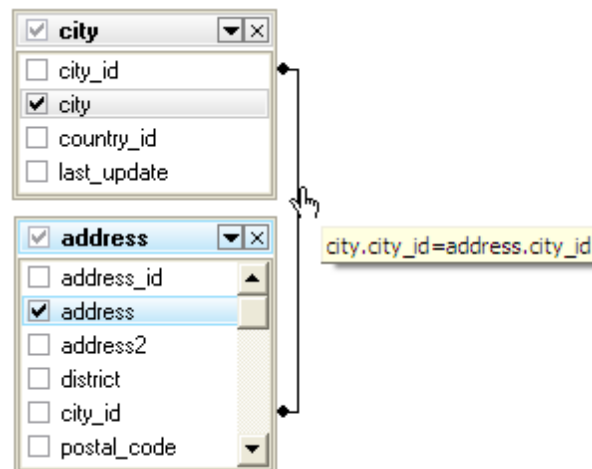 city
city_id
city
country_id
last_update
address
city.city_id=address.city_id
address_id
address
address2
district
city_id
postal_code